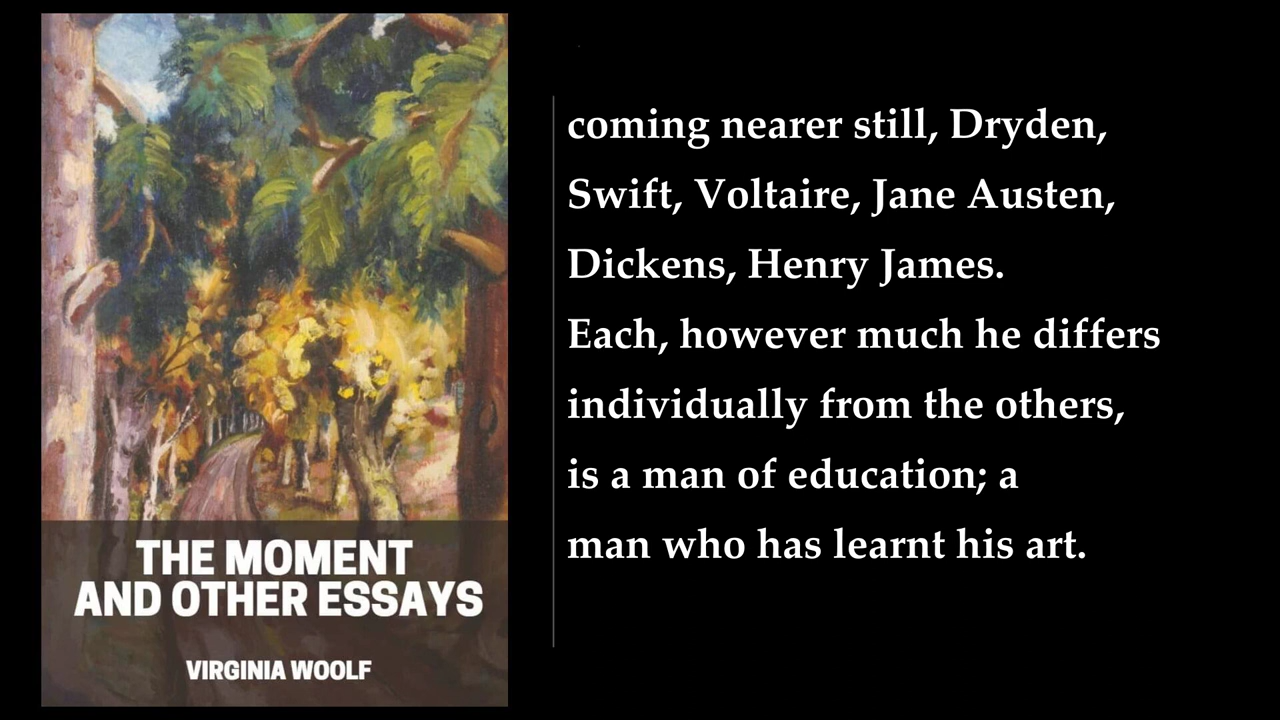 THE MOMENT
AND OTHER ESSAYS
VIRGINIA WOOLF
coming nearer still, Dryden,
Swift, Voltaire, Jane Austen,
Dickens, Henry James.
Each, however much he differs
individually from the others,
is a man of education; a
man who has learnt his art.